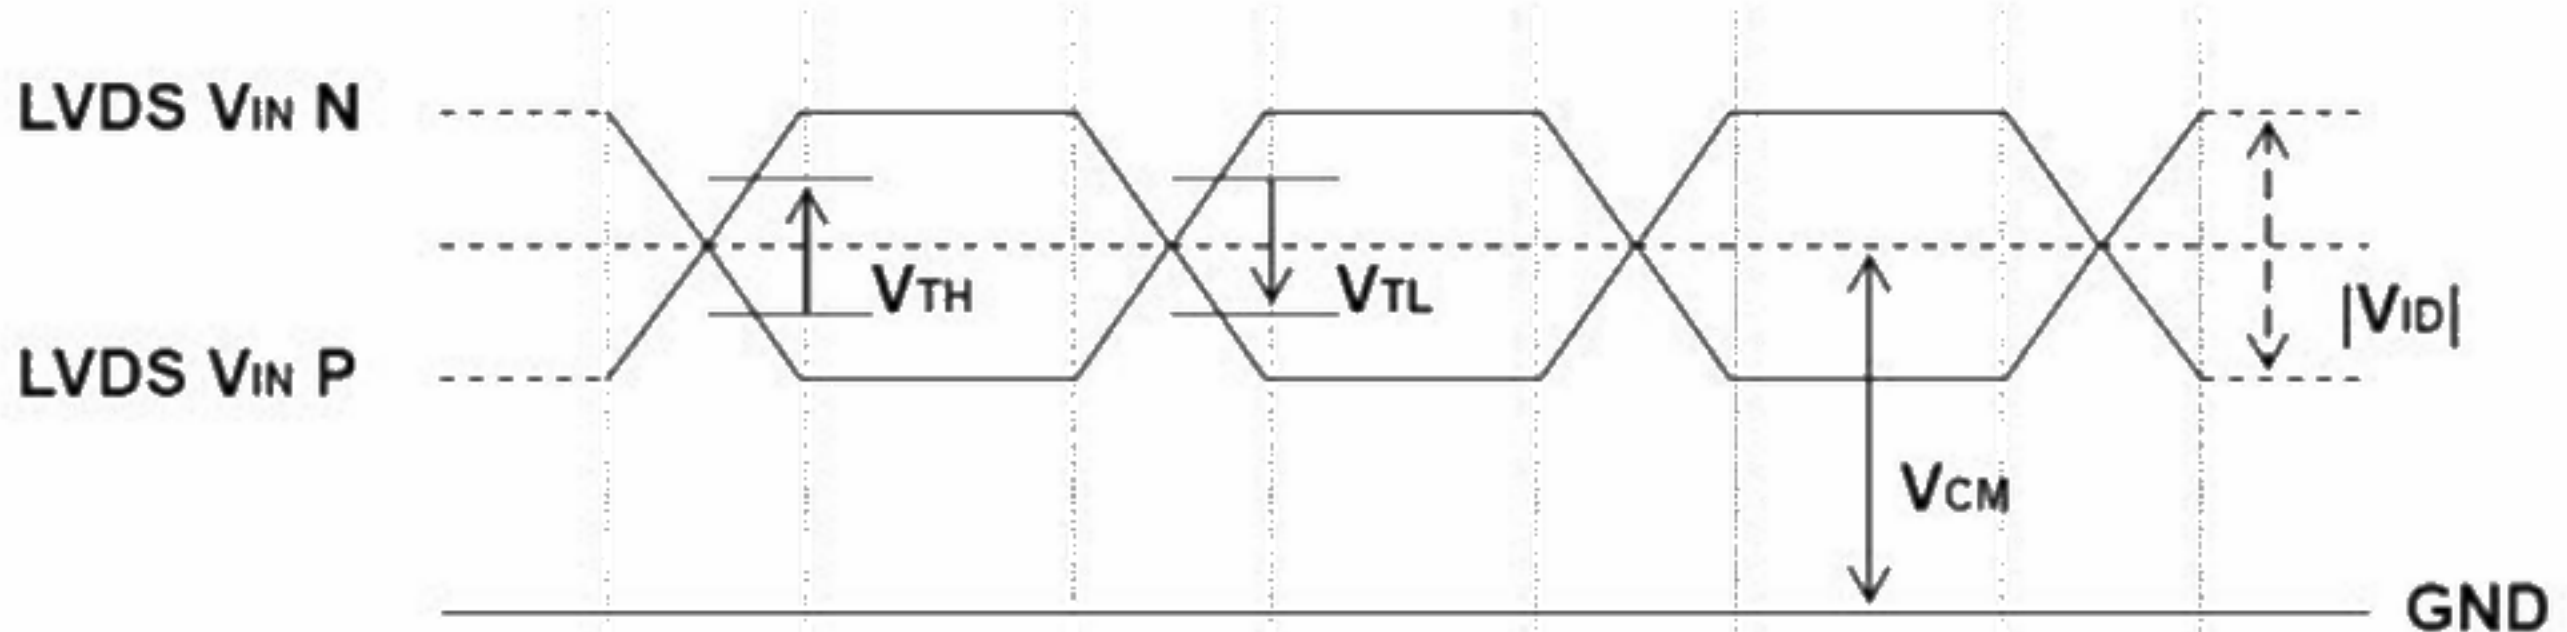 LVDS VIN N
VTH
VTL
|VID|
LVDS VIN P
VCM
GND